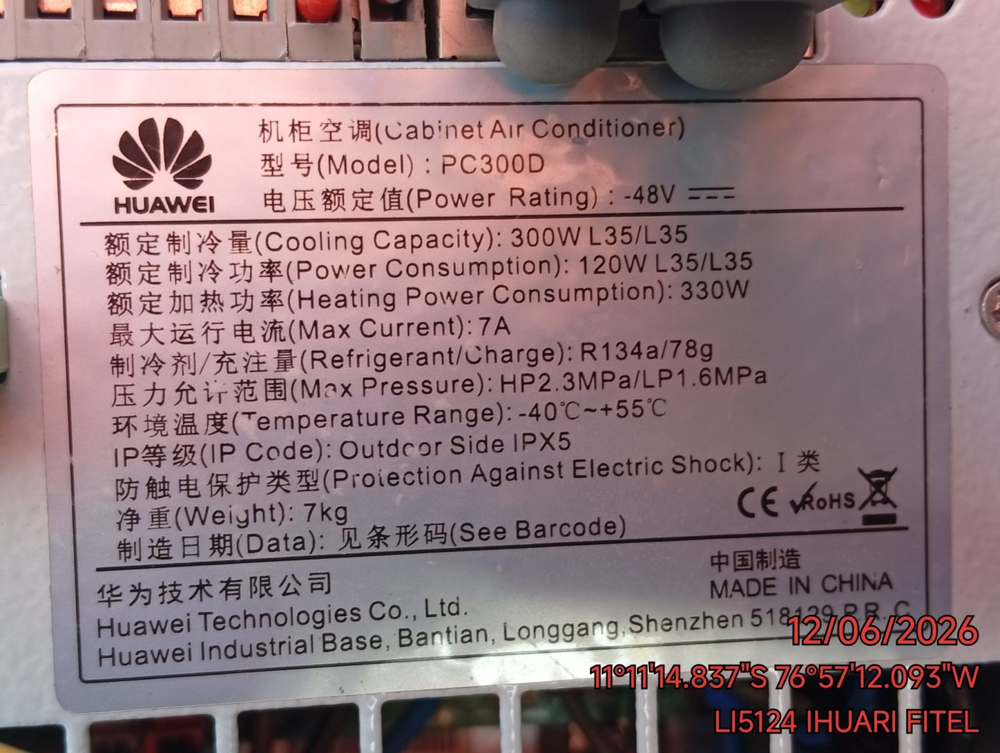 机柜空调(Cabinet Air Conditioner)
型号(Model) : PC300D
电压额定值(Power Rating) : -48V
HUAWEI
额定制冷量(Cooling Capacity): 300W L35/L35
额定制冷功率(Power Consumption): 120W L35/L35
额定加热功率(Heating Power Consumption): 330W
最大运行电流(Max Current): 7A
制冷剂/充注量(Refrigerant/Charge): R134a/78g
压力允许范围(Max Pressure): HP2.3MPa/LP1.6MPa
环境温度(Temperature Range): -40℃~+55℃
IP等级(IP Code): Outdoor Side IPX5
防触电保护类型(Protection Against Electric Shock): I 类
净重(Weight): 7kg
CE RoHS
制造日期(Data): 见条形码(See Barcode)
华为技术有限公司
中国制造
MADE IN CHINA
Huawei Technologies Co., Ltd.
Huawei Industrial Base, Bantian, Longgang, Shenzhen 518129 P.R.C
12/06/2026
11°11'14.837"S 76°57'12.093"W
LI5124 IHUARI FITEL